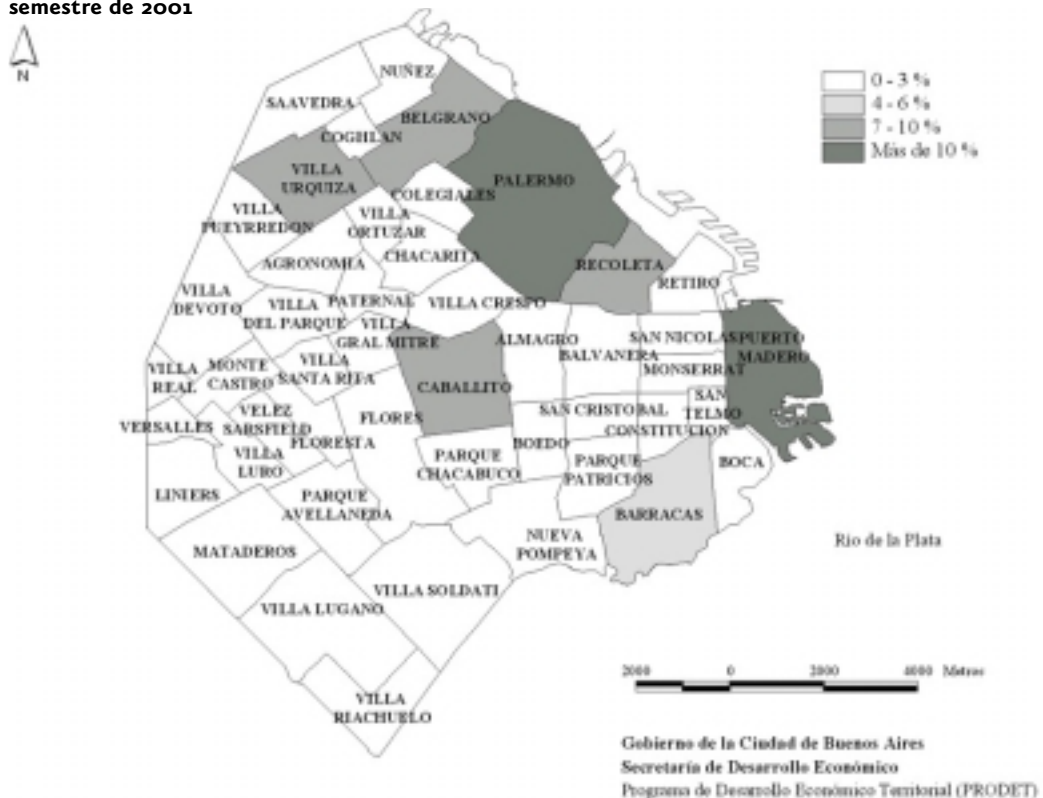 semestre de 2001
N
0 - 3 %
4 - 6 %
7 - 10 %
Más de 10 %
NUÑEZ
SAAVEDRA
BELGRANO
COGHLAN
VILLA
URQUIZA
PALERMO
COLEGIALES
VILLA
PUEYRREDON
VILLA
ORTUZAR
CHACARITA
AGRONOMIA
RECOLETA
RETIRO
VILLA
DEVOTO
VILLA
DEL PARQUE
PATERNAL
VILLA CRESPO
VILLA
GRAL MITRE
ALMAGRO
SAN NICOLAS
PUERTO
MADERO
BALVANERA
MONSERRAT
VILLA
REAL
MONTE
CASTRO
VILLA
SANTA RITA
CABALLITO
SAN
TELMO
VERSALLES
VELEZ
SARSFIELD
FLORES
SAN CRISTOBAL
CONSTITUCION
FLORESTA
BOEDO
VILLA
LURO
PARQUE
CHACABUCO
PARQUE
PATRICIOS
BOCA
LINIERS
PARQUE
AVELLANEDA
BARRACAS
MATADEROS
NUEVA
POMPEYA
Rio de la Plata
VILLA SOLDATI
VILLA LUGANO
VILLA
RIACHUELO
2000 0 2000 4000 Metros
Gobierno de la Ciudad de Buenos Aires
Secretaría de Desarrollo Económico
Programa de Desarrollo Económico Territorial (PRODET)